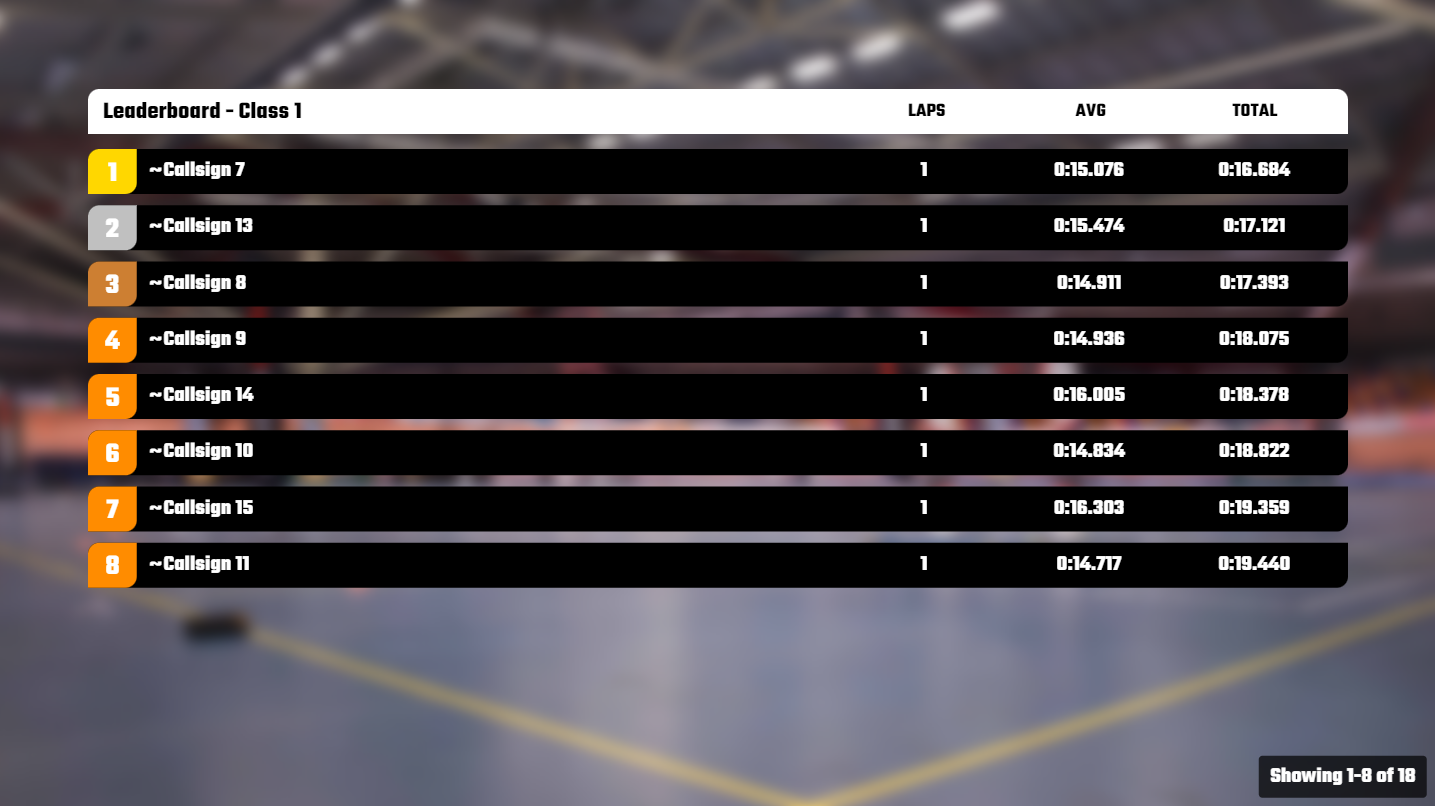 Leaderboard - Class 1 LAPS AVG TOTAL
1 ~Callsign 7 1 0:15.076 0:16.684
2 ~Callsign 13 1 0:15.474 0:17.121
3 ~Callsign 8 1 0:14.911 0:17.393
4 ~Callsign 9 1 0:14.936 0:18.075
5 ~Callsign 14 1 0:16.005 0:18.378
6 ~Callsign 10 1 0:14.834 0:18.822
7 ~Callsign 15 1 0:16.303 0:19.359
8 ~Callsign 11 1 0:14.717 0:19.440
Showing 1-8 of 18